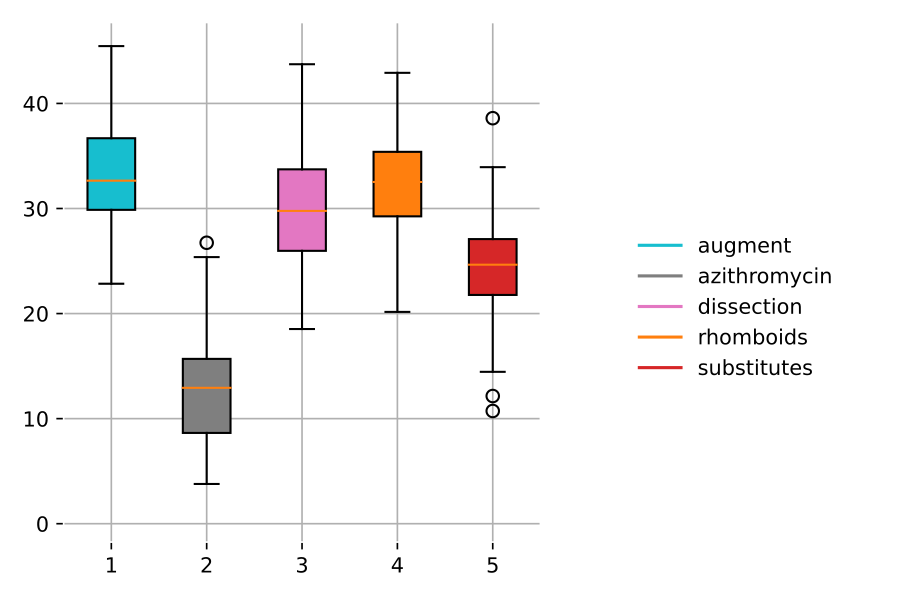 40
30
20
10
0
1 2 3 4 5
augment
azithromycin
dissection
rhomboids
substitutes